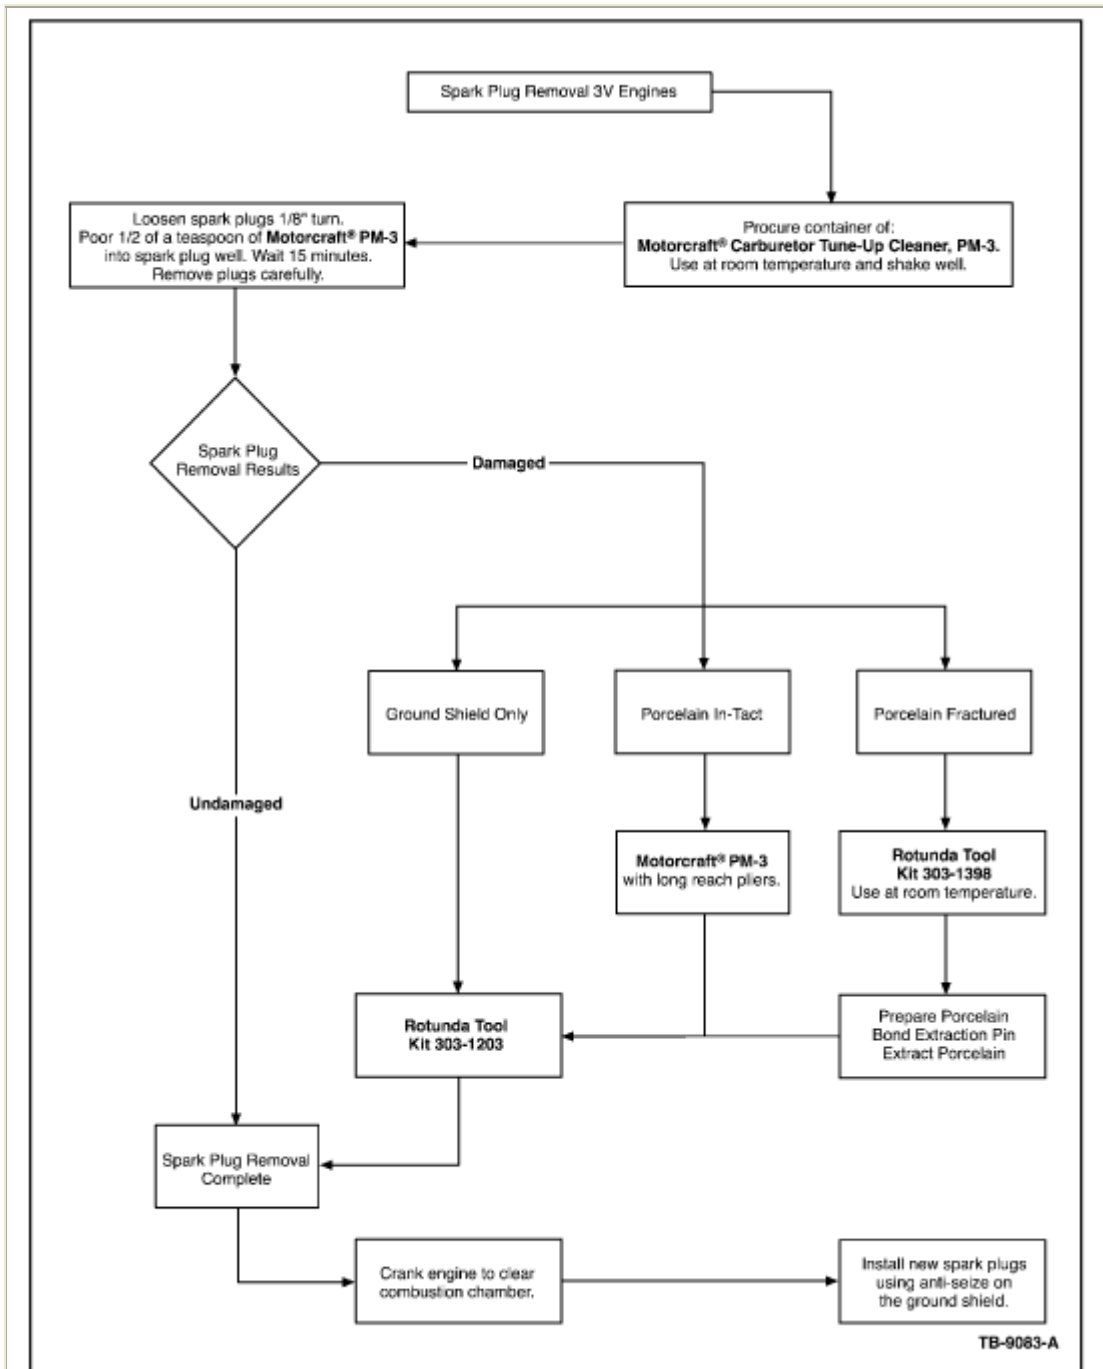 Spark Plug Removal 3V Engines
Procure container of:
Motorcraft® Carburetor Tune-Up Cleaner, PM-3.
Use at room temperature and shake well.
Loosen spark plugs 1/8" turn.
Poor 1/2 of a teaspoon of Motorcraft® PM-3
into spark plug well. Wait 15 minutes.
Remove plugs carefully.
Spark Plug
Removal Results
Damaged
Undamaged
Ground Shield Only
Porcelain In-Tact
Porcelain Fractured
Motorcraft® PM-3
with long reach pliers.
Rotunda Tool
Kit 303-1398
Use at room temperature.
Rotunda Tool
Kit 303-1203
Prepare Porcelain
Bond Extraction Pin
Extract Porcelain
Spark Plug Removal
Complete
Crank engine to clear
combustion chamber.
Install new spark plugs
using anti-seize on
the ground shield.
TB-9083-A